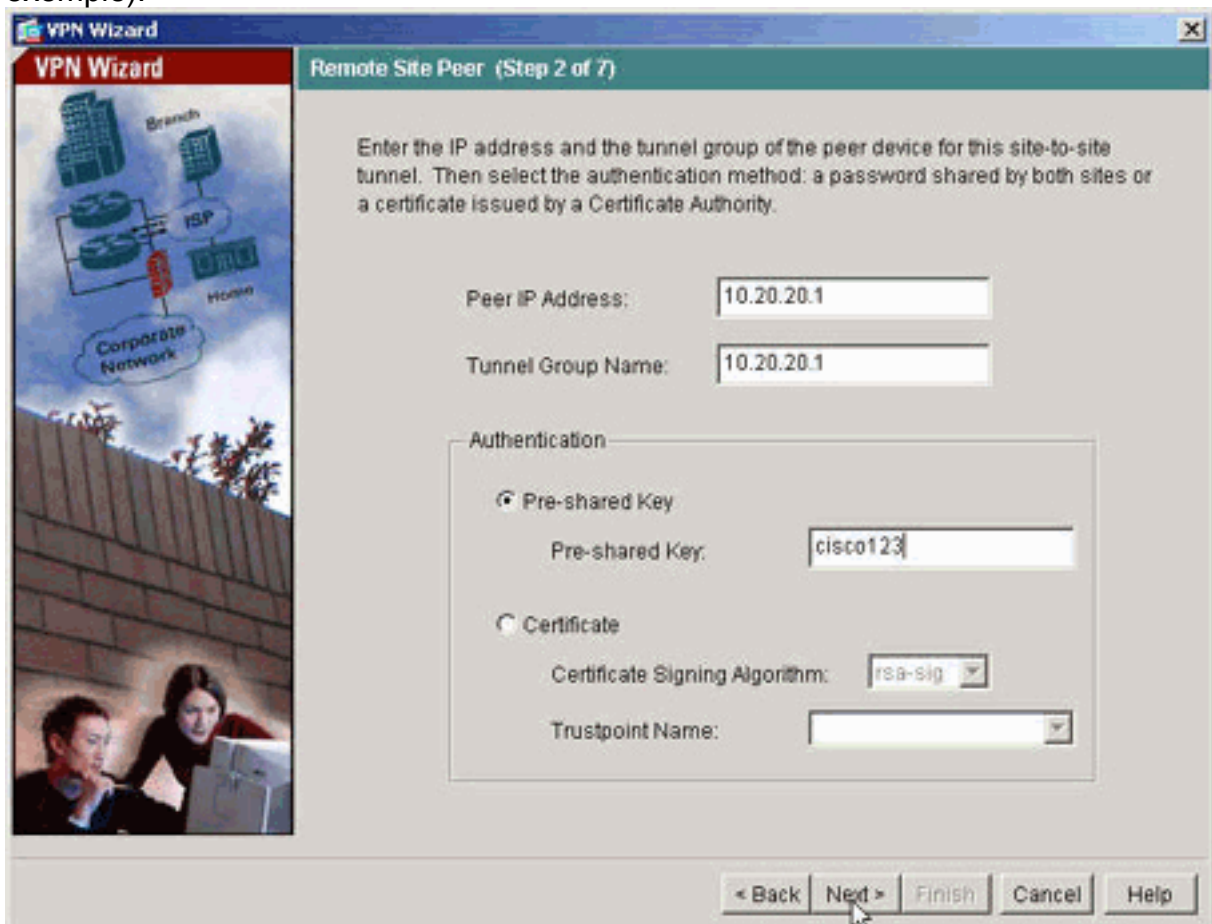 exemplo).
VPN Wizard
VPN Wizard
Remote Site Peer (Step 2 of 7)
Branch
ISP
Home
Corporate
Network
Enter the IP address and the tunnel group of the peer device for this site-to-site
tunnel. Then select the authentication method: a password shared by both sites or
a certificate issued by a Certificate Authority.
Peer IP Address: 10.20.20.1
Tunnel Group Name: 10.20.20.1
Authentication
Pre-shared Key
Pre-shared Key: cisco123
Certificate
Certificate Signing Algorithm: rsa-sig
Trustpoint Name:
< Back Next > Finish Cancel Help